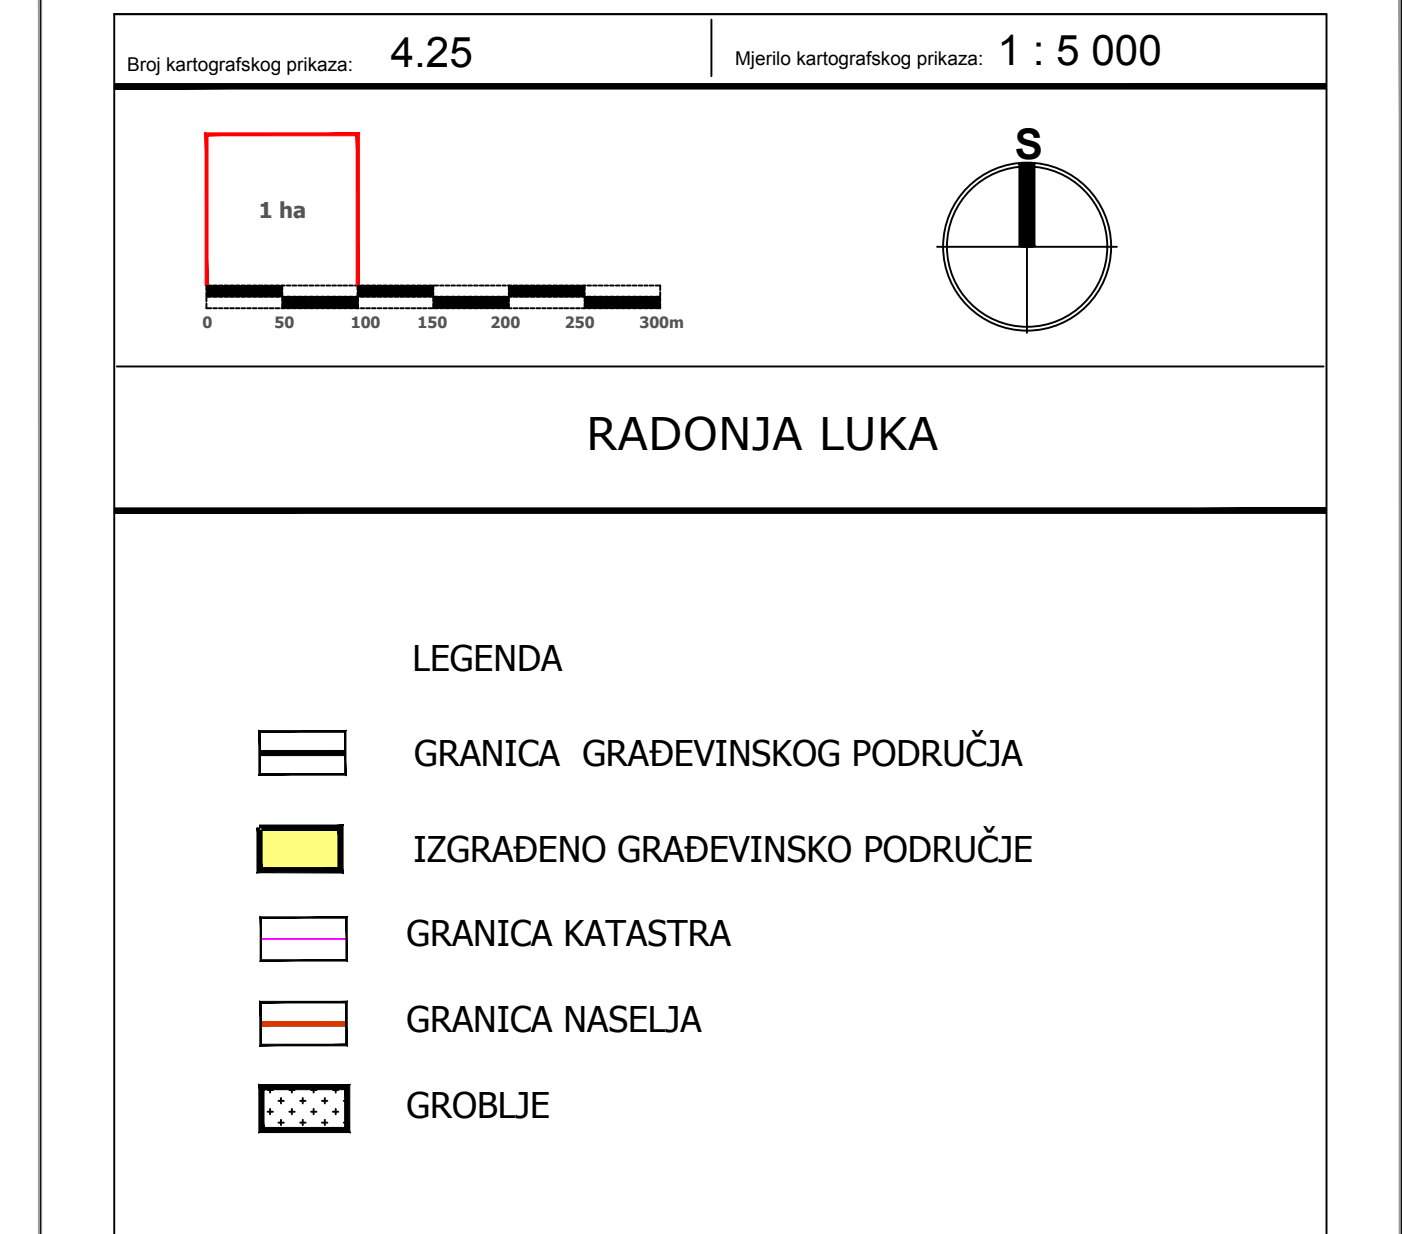 Broj kartografskog prikaza: 4.25
Mjerilo kartografskog prikaza: 1 : 5 000
S
1 ha
0 50 100 150 200 250 300m
RADONJA LUKA
LEGENDA
GRANICA GRAĐEVINSKOG PODRUČJA
IZGRAĐENO GRAĐEVINSKO PODRUČJE
GRANICA KATASTRA
GRANICA NASELJA
GROBLJE